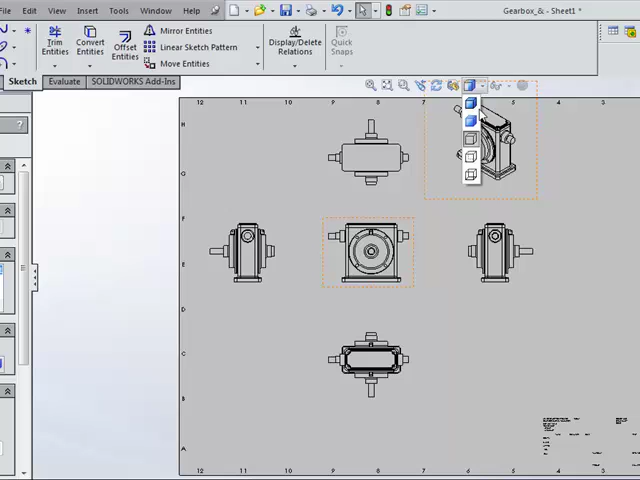 File Edit View Insert Tools Window Help Gearbox_& - Sheet1 *
Trim Entities
Convert Entities
Offset Entities
Mirror Entities
Linear Sketch Pattern
Move Entities
Display/Delete Relations
Quick Snaps
Sketch Evaluate SOLIDWORKS Add-Ins
?
12 11 10 9 8 7 6 5 4 3
H
G
F
E
D
C
B
A
12 11 10 9 8 7 6 5 4 3